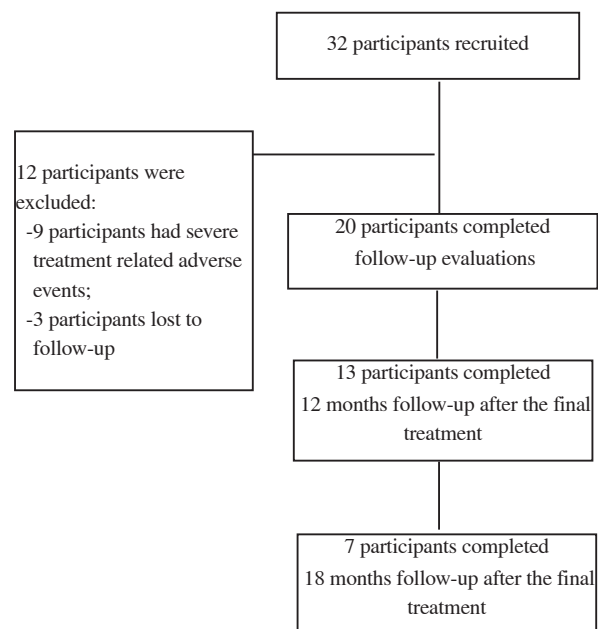 32 participants recruited
12 participants were
excluded:
-9 participants had severe
treatment related adverse
events;
-3 participants lost to
follow-up
20 participants completed
follow-up evaluations
13 participants completed
12 months follow-up after the final
treatment
7 participants completed
18 months follow-up after the final
treatment